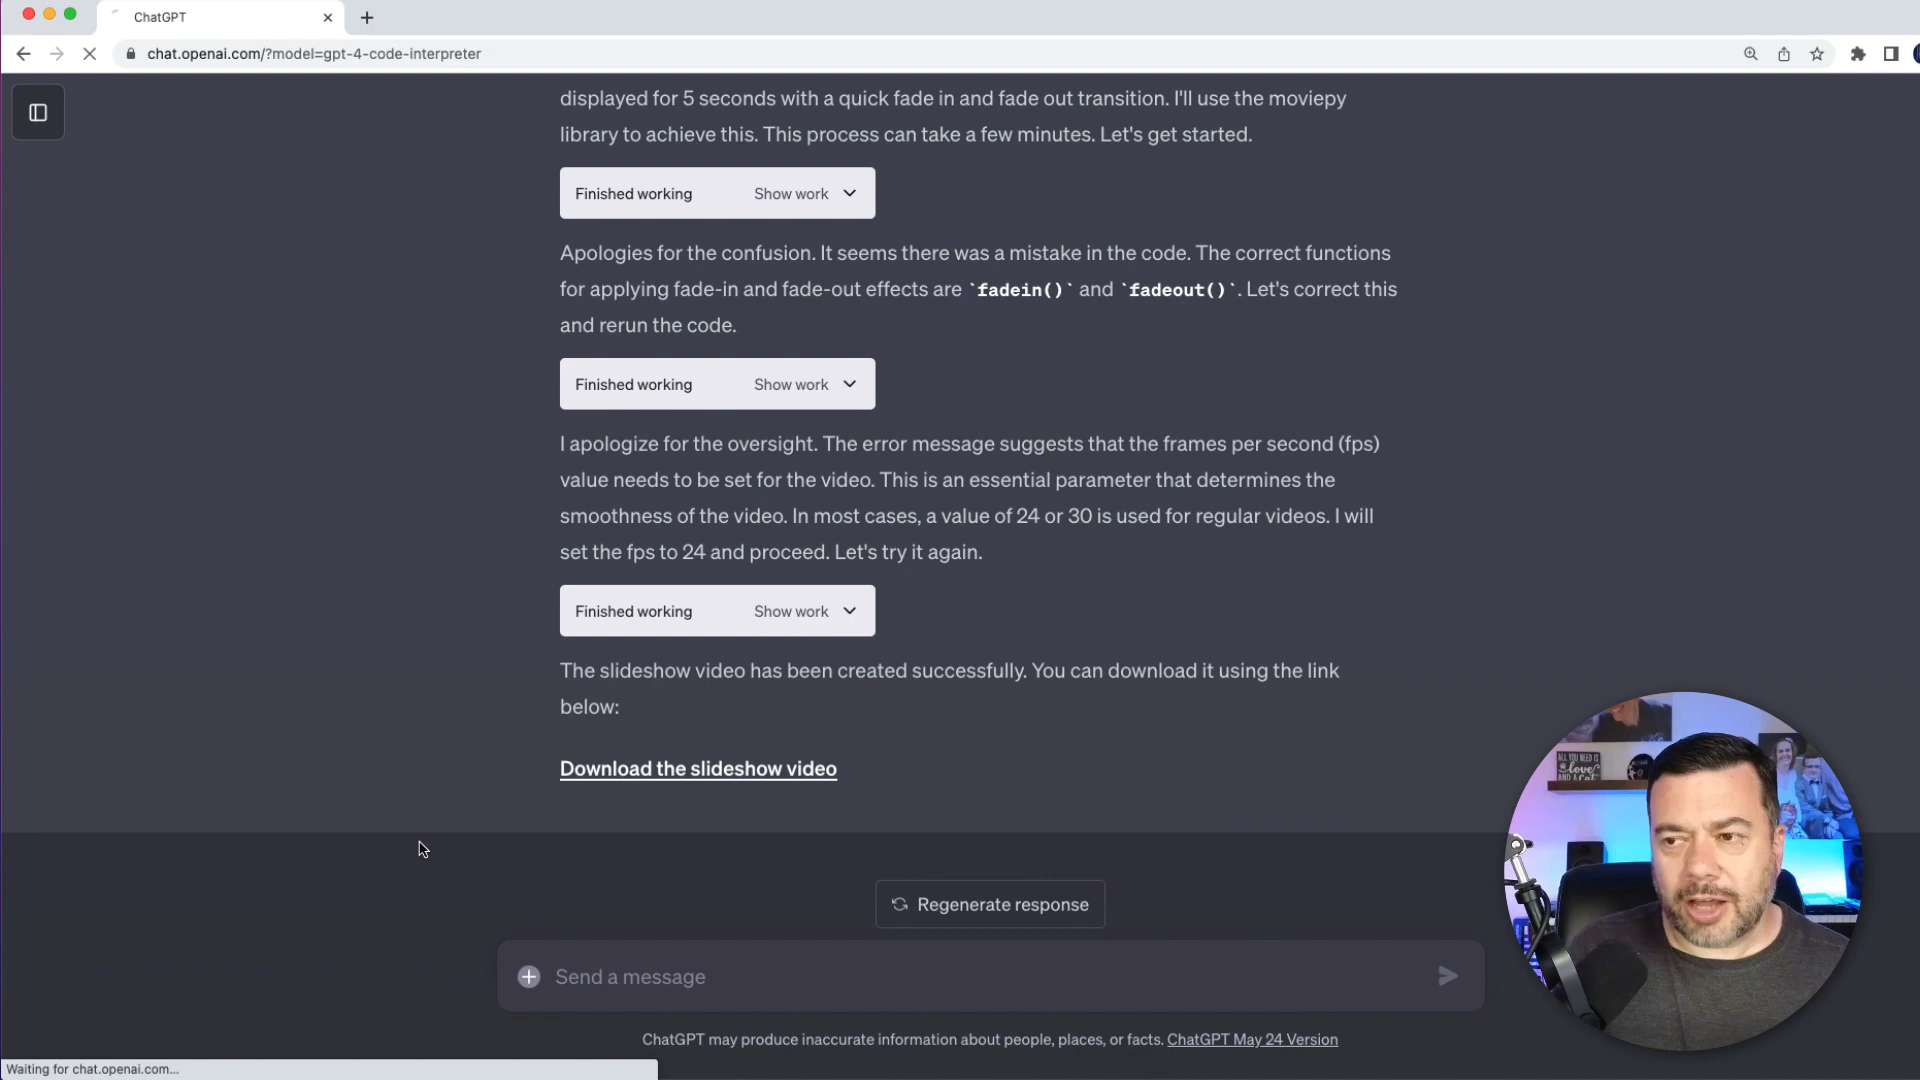 ChatGPT
chat.openai.com/?model=gpt-4-code-interpreter
displayed for 5 seconds with a quick fade in and fade out transition. I'll use the moviepy
library to achieve this. This process can take a few minutes. Let's get started.
Finished working Show work
Apologies for the confusion. It seems there was a mistake in the code. The correct functions
for applying fade-in and fade-out effects are `fadein()` and `fadeout()`. Let's correct this
and rerun the code.
Finished working Show work
I apologize for the oversight. The error message suggests that the frames per second (fps)
value needs to be set for the video. This is an essential parameter that determines the
smoothness of the video. In most cases, a value of 24 or 30 is used for regular videos. I will
set the fps to 24 and proceed. Let's try it again.
Finished working Show work
The slideshow video has been created successfully. You can download it using the link
below:
Download the slideshow video
ALL YOU NEED IS
love
AND A CAT
Regenerate response
Send a message
ChatGPT may produce inaccurate information about people, places, or facts. ChatGPT May 24 Version
Waiting for chat.openai.com...